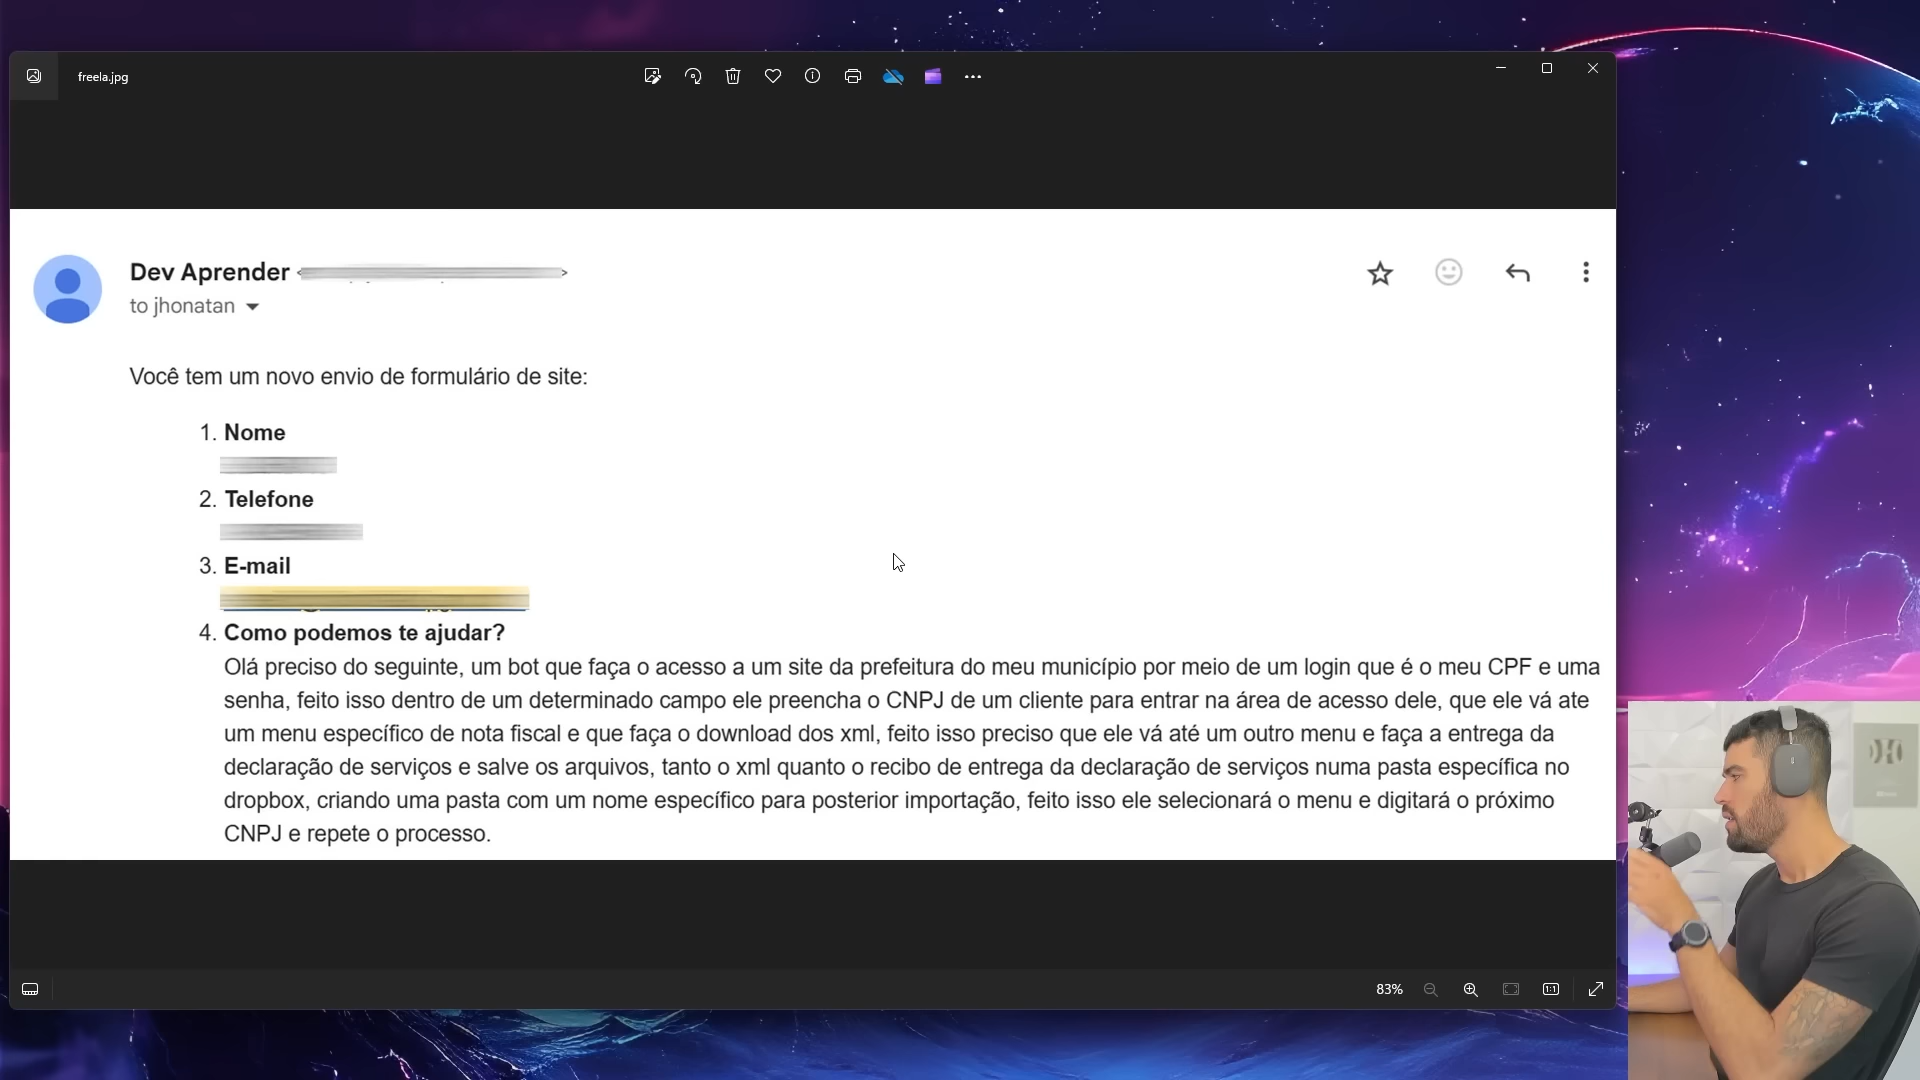 freela.jpg
Dev Aprender < >
to jhonatan
Você tem um novo envio de formulário de site:
1. Nome
2. Telefone
3. E-mail
4. Como podemos te ajudar?
Olá preciso do seguinte, um bot que faça o acesso a um site da prefeitura do meu município por meio de um login que é o meu CPF e uma
senha, feito isso dentro de um determinado campo ele preencha o CNPJ de um cliente para entrar na área de acesso dele, que ele vá ate
um menu específico de nota fiscal e que faça o download dos xml, feito isso preciso que ele vá até um outro menu e faça a entrega da
declaração de serviços e salve os arquivos, tanto o xml quanto o recibo de entrega da declaração de serviços numa pasta específica no
dropbox, criando uma pasta com um nome específico para posterior importação, feito isso ele selecionará o menu e digitará o próximo
CNPJ e repete o processo.
83%
1:1